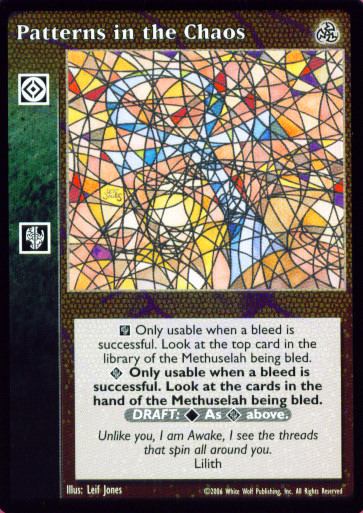 Patterns in the Chaos
Only usable when a bleed is
successful. Look at the top card in the
library of the Methuselah being bled.
Only usable when a bleed is
successful. Look at the cards in the
hand of the Methuselah being bled.
DRAFT: As above.
Unlike you, I am Awake, I see the threads
that spin all around you.
Lilith
Illus: Leif Jones
©2006 White Wolf Publishing, Inc. All Rights Reserved